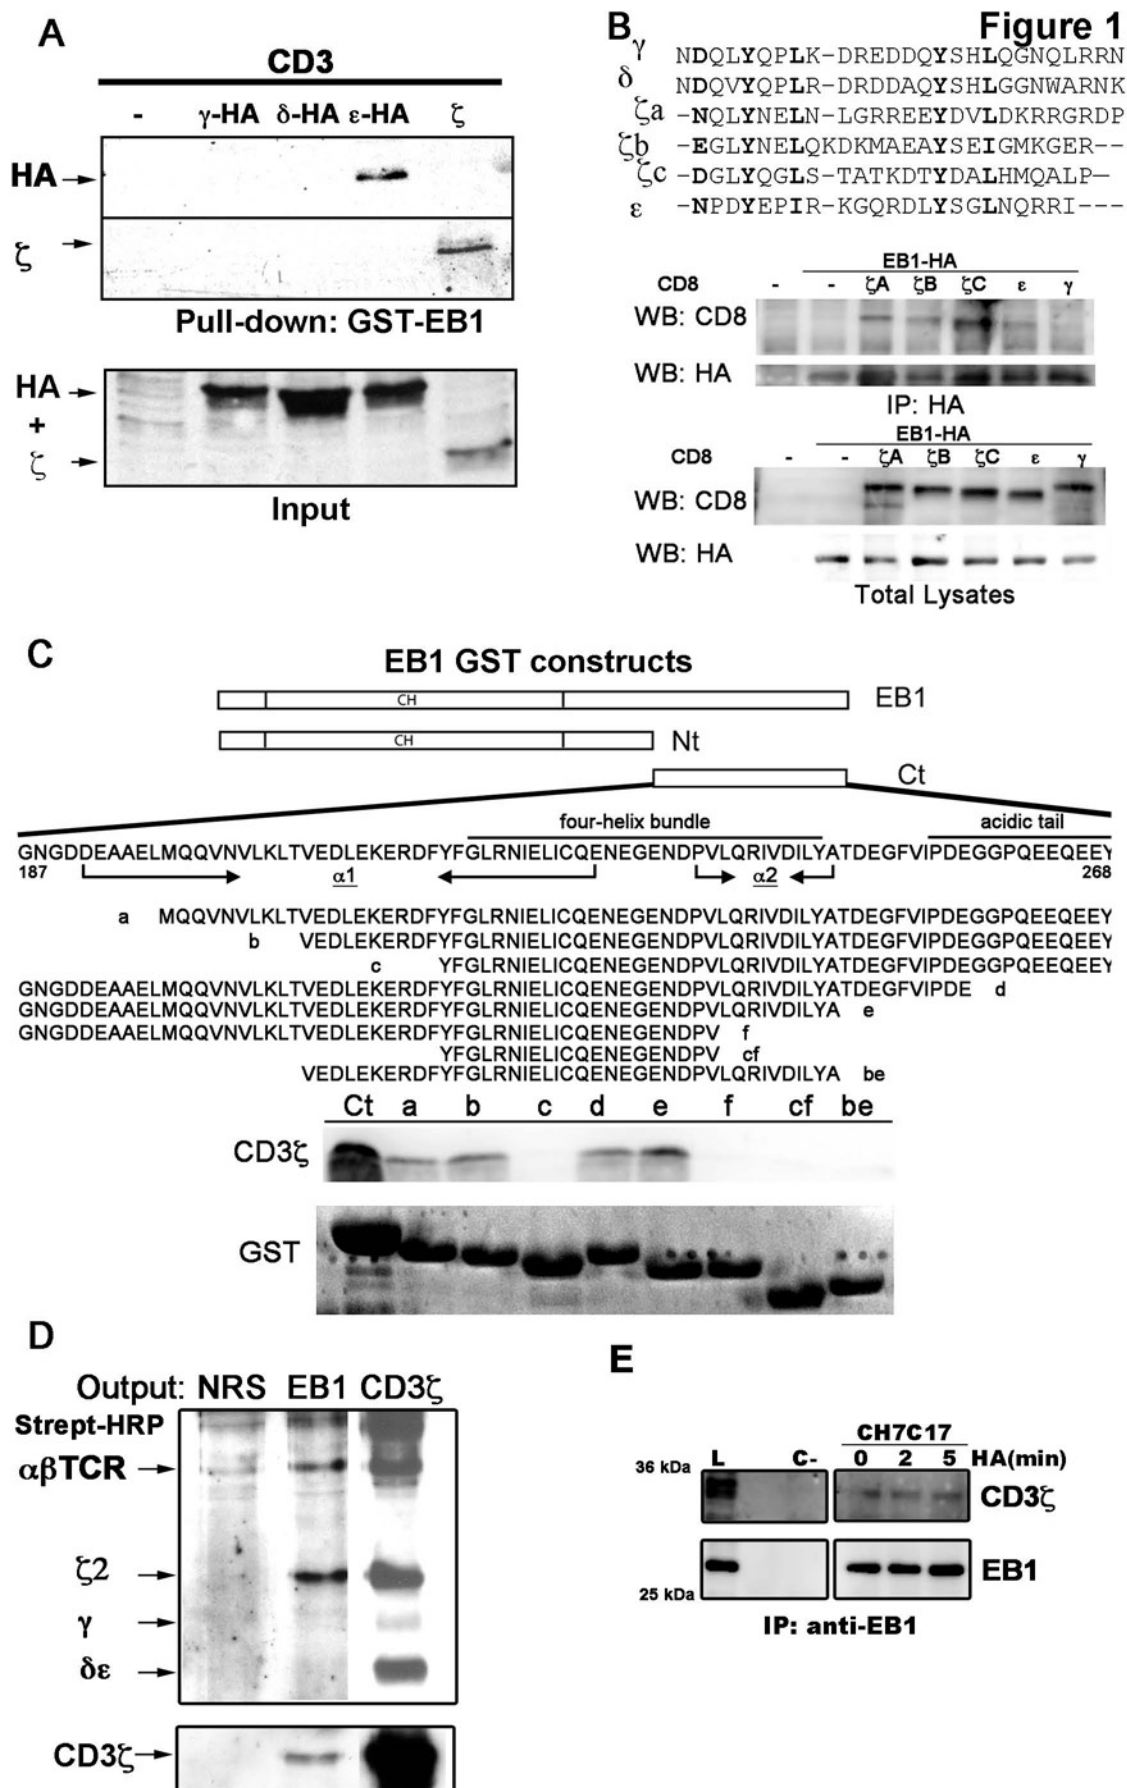 Figure 1
A
CD3
- γ-HA δ-HA ε-HA ζ
HA
ζ
Pull-down: GST-EB1
HA
+
ζ
Input
B
γ NDQLYQPLK-DREDDQYSHLQGNQLRRN
δ NDQVYQPLR-DRDDAQYSHLGGNWARNK
ζa -NQLYNELN-LGRREEYDVLDKRRGRDP
ζb -EGLYNELQKDKMAEAYSEIGMKGER--
ζc -DGLYQGLS-TATKDTYDALHMQALP-
ε -NPDYEPIR-KGQRDLYSGLNQRRI---
EB1-HA
CD8 - - ζA ζB ζC ε γ
WB: CD8
WB: HA
IP: HA
EB1-HA
CD8 - - ζA ζB ζC ε γ
WB: CD8
WB: HA
Total Lysates
C
EB1 GST constructs
CH EB1
CH Nt
Ct
four-helix bundle acidic tail
GNGDDEAAELMQQVNVLKLTVEDLEKERDFYFGLRNIELICQENEGENDPVLQRIVDILYATDEGFVIPDEGGPQEEQEEY
187 α1 α2 268
a MQQVNVLKLTVEDLEKERDFYFGLRNIELICQENEGENDPVLQRIVDILYATDEGFVIPDEGGPQEEQEEY
b VEDLEKERDFYFGLRNIELICQENEGENDPVLQRIVDILYATDEGFVIPDEGGPQEEQEEY
c YFGLRNIELICQENEGENDPVLQRIVDILYATDEGFVIPDEGGPQEEQEEY
GNGDDEAAELMQQVNVLKLTVEDLEKERDFYFGLRNIELICQENEGENDPVLQRIVDILYATDEGFVIPDE d
GNGDDEAAELMQQVNVLKLTVEDLEKERDFYFGLRNIELICQENEGENDPVLQRIVDILYA e
GNGDDEAAELMQQVNVLKLTVEDLEKERDFYFGLRNIELICQENEGENDPV f
YFGLRNIELICQENEGENDPV cf
VEDLEKERDFYFGLRNIELICQENEGENDPVLQRIVDILYA be
Ct a b c d e f cf be
CD3ζ
GST
D
Output: NRS EB1 CD3ζ
Strept-HRP
αβTCR
ζ2
γ
δε
CD3ζ
E
CH7C17
L C- 0 2 5 HA(min)
36 kDa
CD3ζ
EB1
25 kDa
IP: anti-EB1